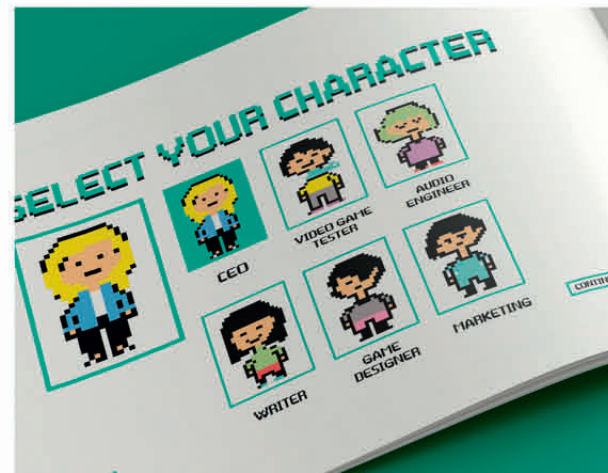 SELECT YOUR CHARACTER
CEO
VIDEO GAME
TESTER
AUDIO
ENGINEER
WRITER
GAME
DESIGNER
MARKETING